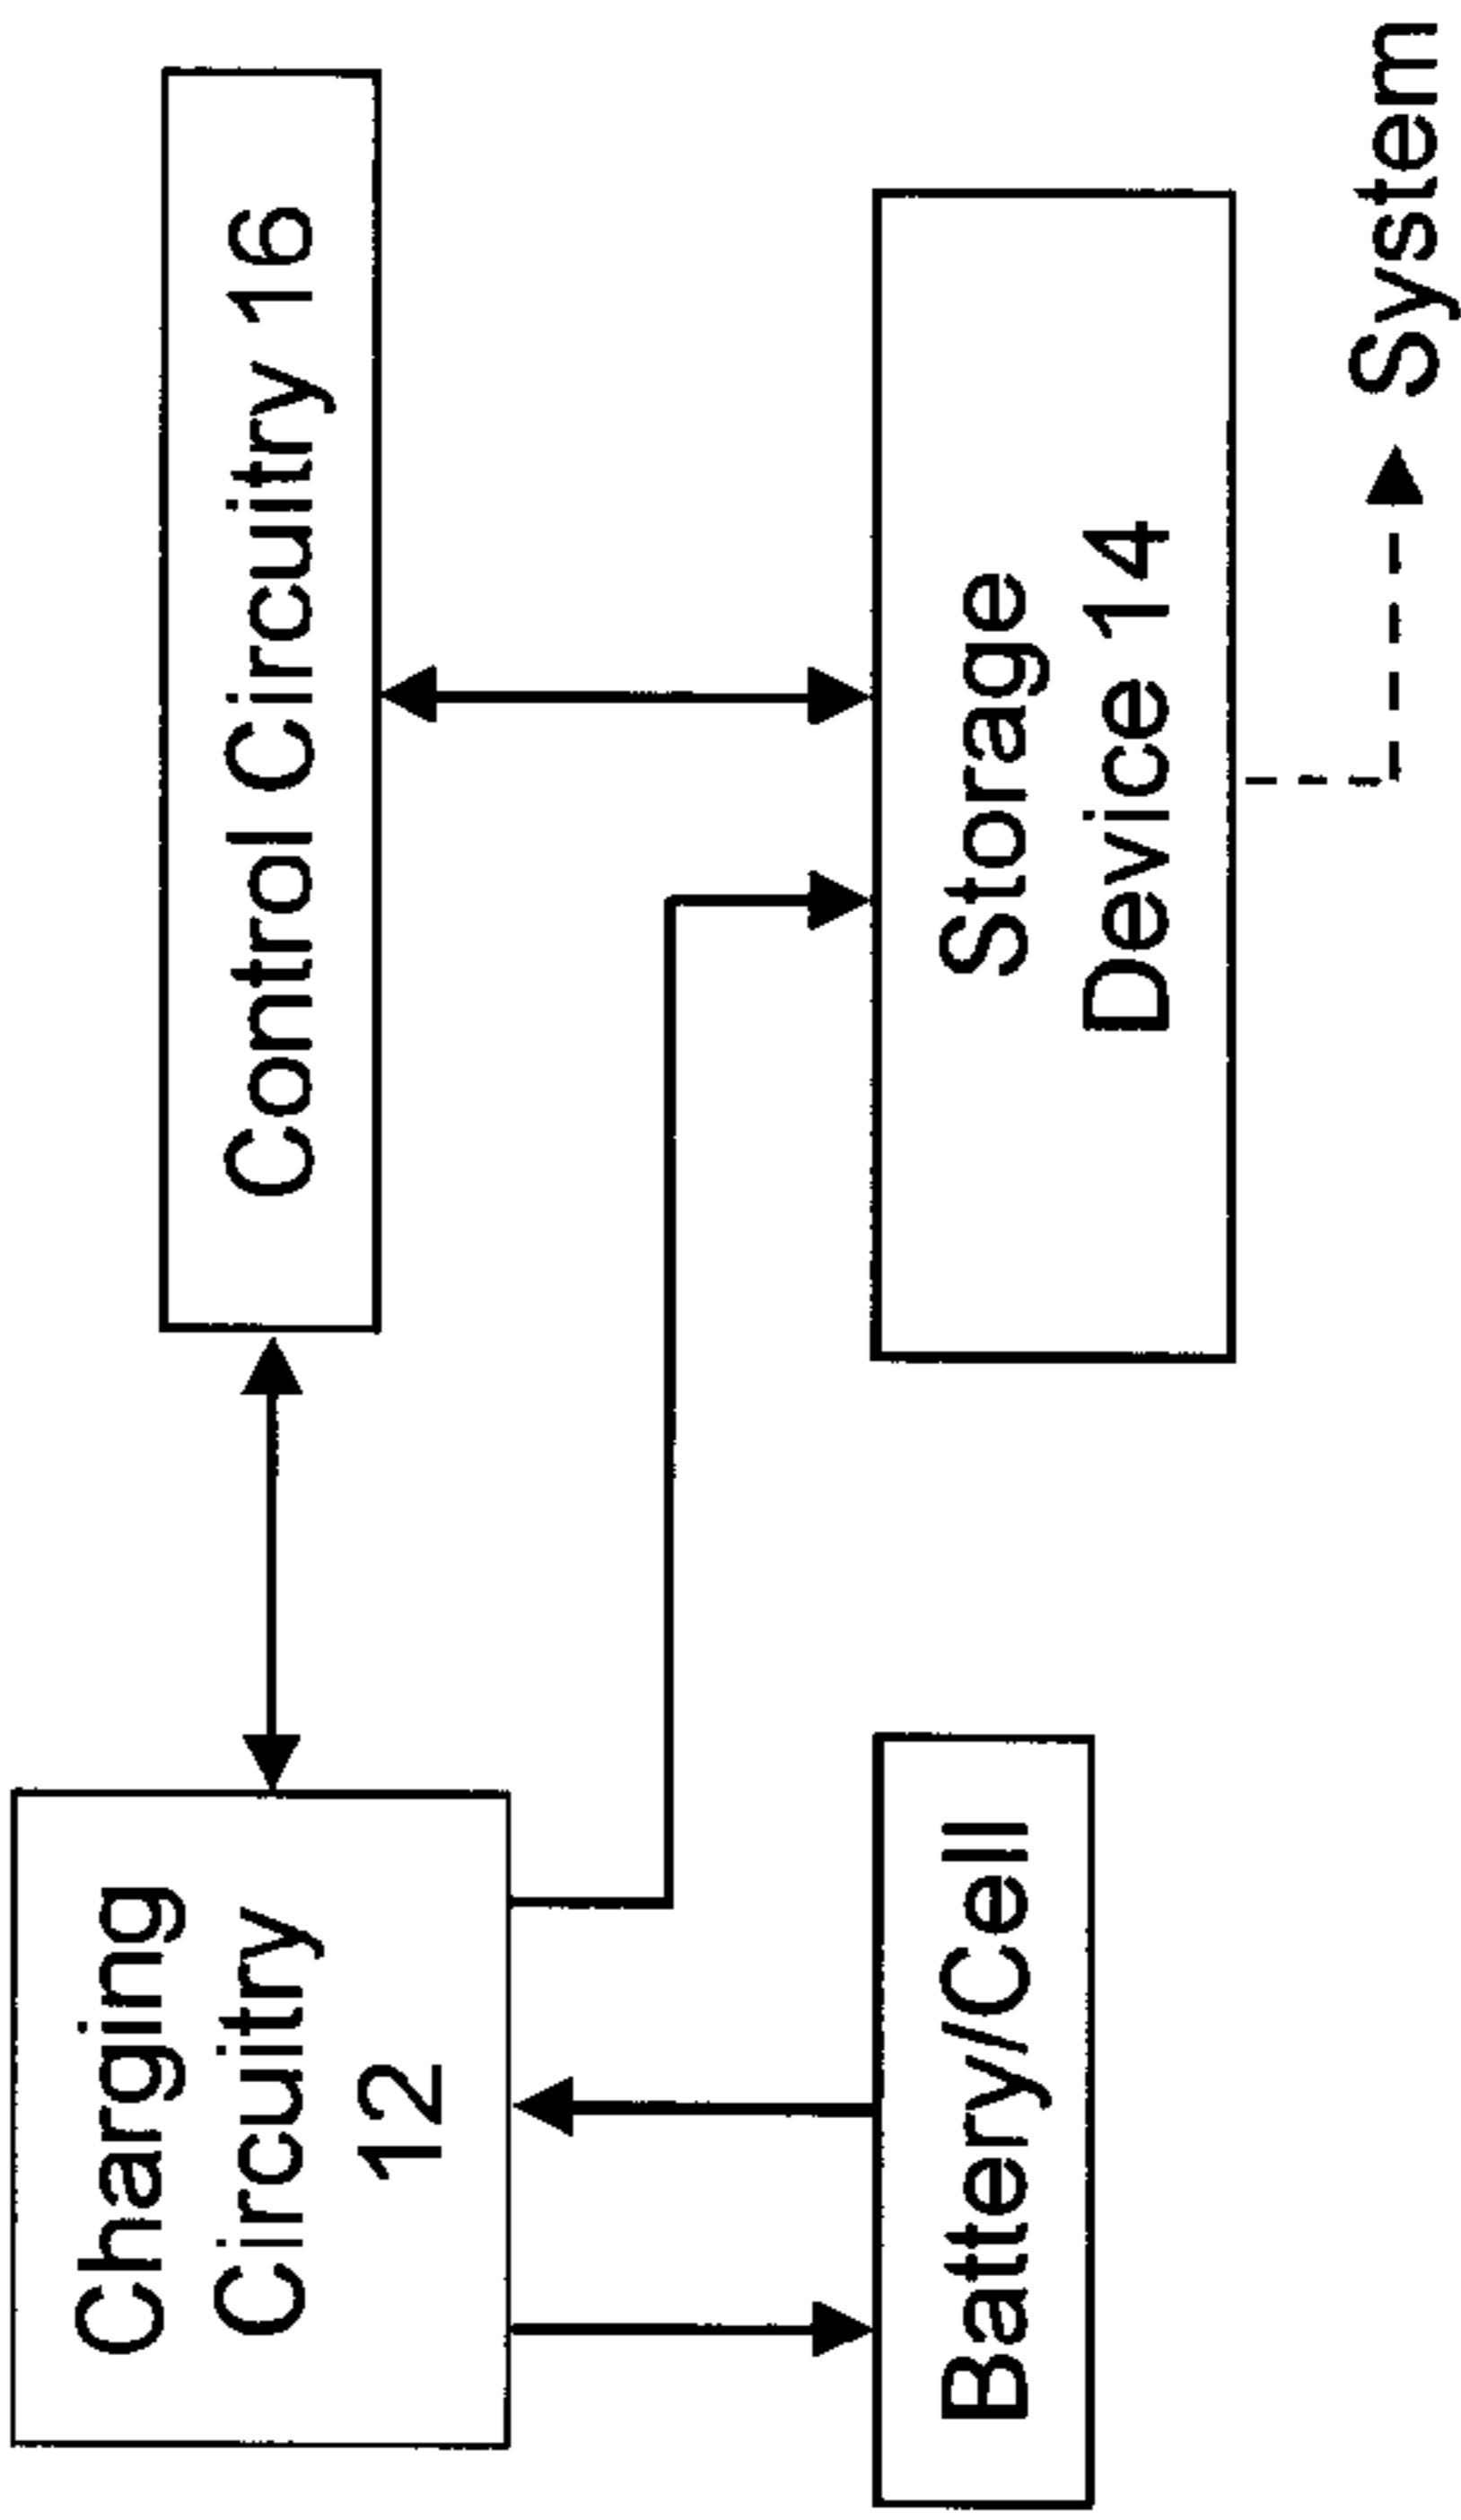 Charging
Circuitry
12
Control Circuitry 16
Battery/Cell
Storage
Device 14
System